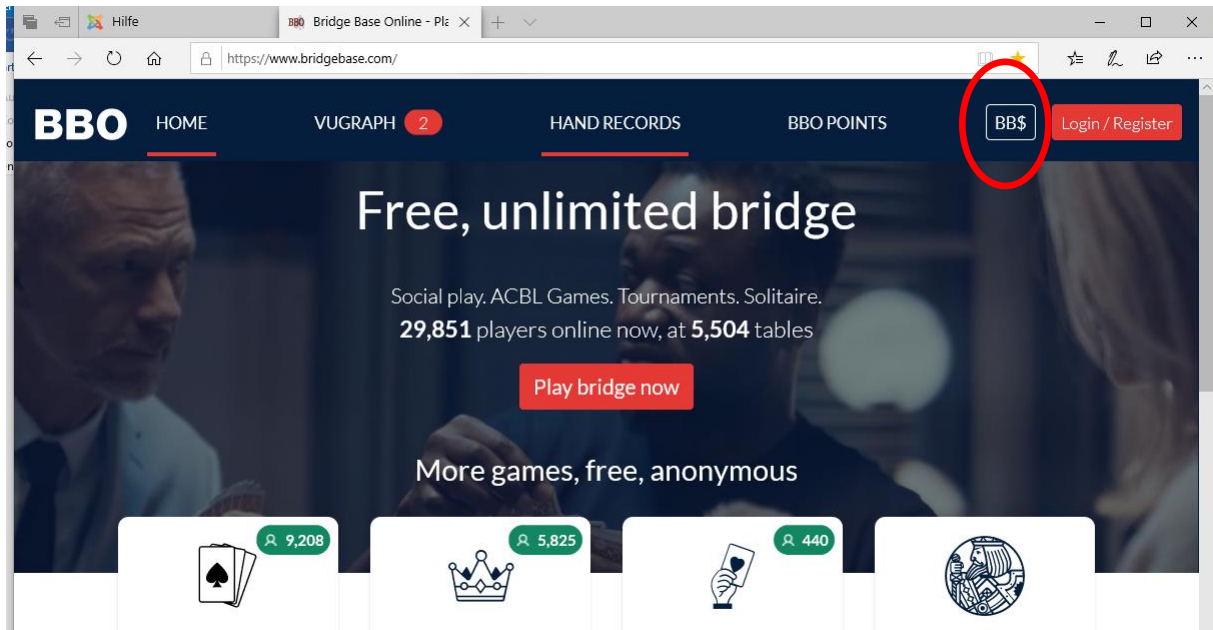 Hilfe
BBO Bridge Base Online - Pla
https://www.bridgebase.com/
BBO HOME VUGRAPH 2 HAND RECORDS BBO POINTS BB$ Login / Register
Free, unlimited bridge
Social play. ACBL Games. Tournaments. Solitaire.
29,851 players online now, at 5,504 tables
Play bridge now
More games, free, anonymous
9,208
5,825
440